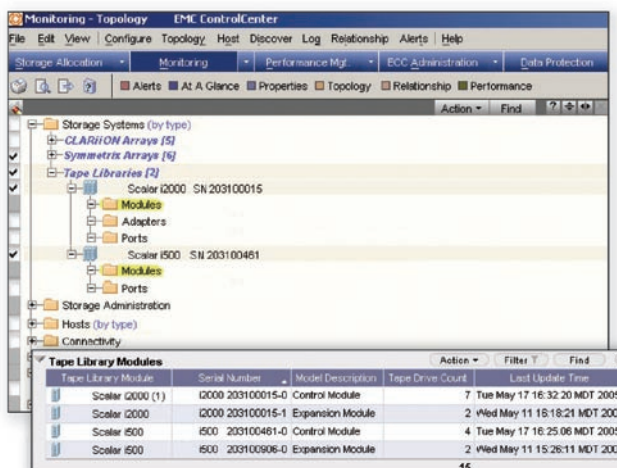 Monitoring - Topology EMC ControlCenter
File Edit View Configure Topology Host Discover Log Relationship Alerts Help
Storage Allocation Monitoring Performance Mgt. ECC Administration Data Protection
Alerts At A Glance Properties Topology Relationship Performance
Action Find ?
Storage Systems (by type)
CLARiiON Arrays [5]
Symmetrix Arrays [6]
Tape Libraries [2]
Scalar i2000 SN 203100015
Modules
Adapters
Ports
Scalar i500 SN 203100461
Modules
Ports
Storage Administration
Hosts (by type)
Connectivity
Tape Library Modules Action Filter Find
Tape Library Module Serial Number Model Description Tape Drive Count Last Update Time
Scalar i2000 (1) i2000 203100015-0 Control Module 7 Tue May 17 16:32:20 MDT 2005
Scalar i2000 i2000 203100015-1 Expansion Module 2 Wed May 11 16:18:21 MDT 200
Scalar i500 i500 203100461-0 Control Module 4 Tue May 17 16:25:06 MDT 2005
Scalar i500 i500 203100906-0 Expansion Module 2 Wed May 11 15:26:11 MDT 200
15